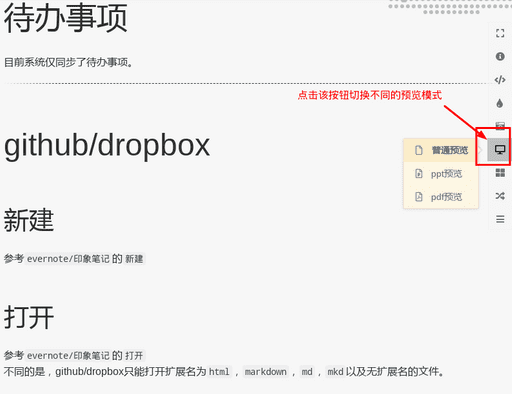 待办事项
目前系统仅同步了待办事项。
点击该按钮切换不同的预览模式
github/dropbox
普通预览
ppt预览
pdf预览
新建
参考 evernote/印象笔记 的 新建
打开
参考 evernote/印象笔记 的 打开
不同的是，github/dropbox只能打开扩展名为 html ， markdown ， md ， mkd 以及无扩展名的文件。